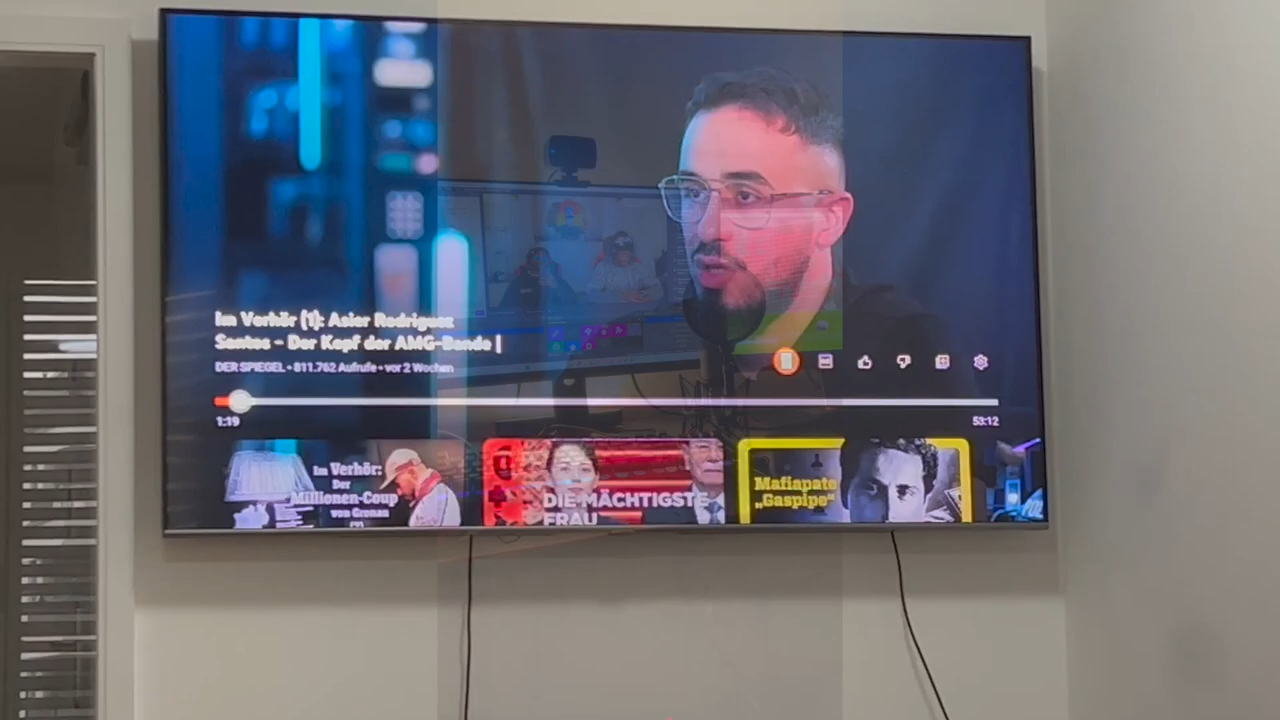 Im Verhör (1): Asier Rodriguez
Santos - Der Kopf der AMG-Bande |
DER SPIEGEL • 811.762 Aufrufe • vor 2 Wochen
1:19
53:12
Im Verhör:
Der
Millionen-Coup
von Gronau
DIE MÄCHTIGSTE
FRAU
Mafiapate
„Gaspipe“